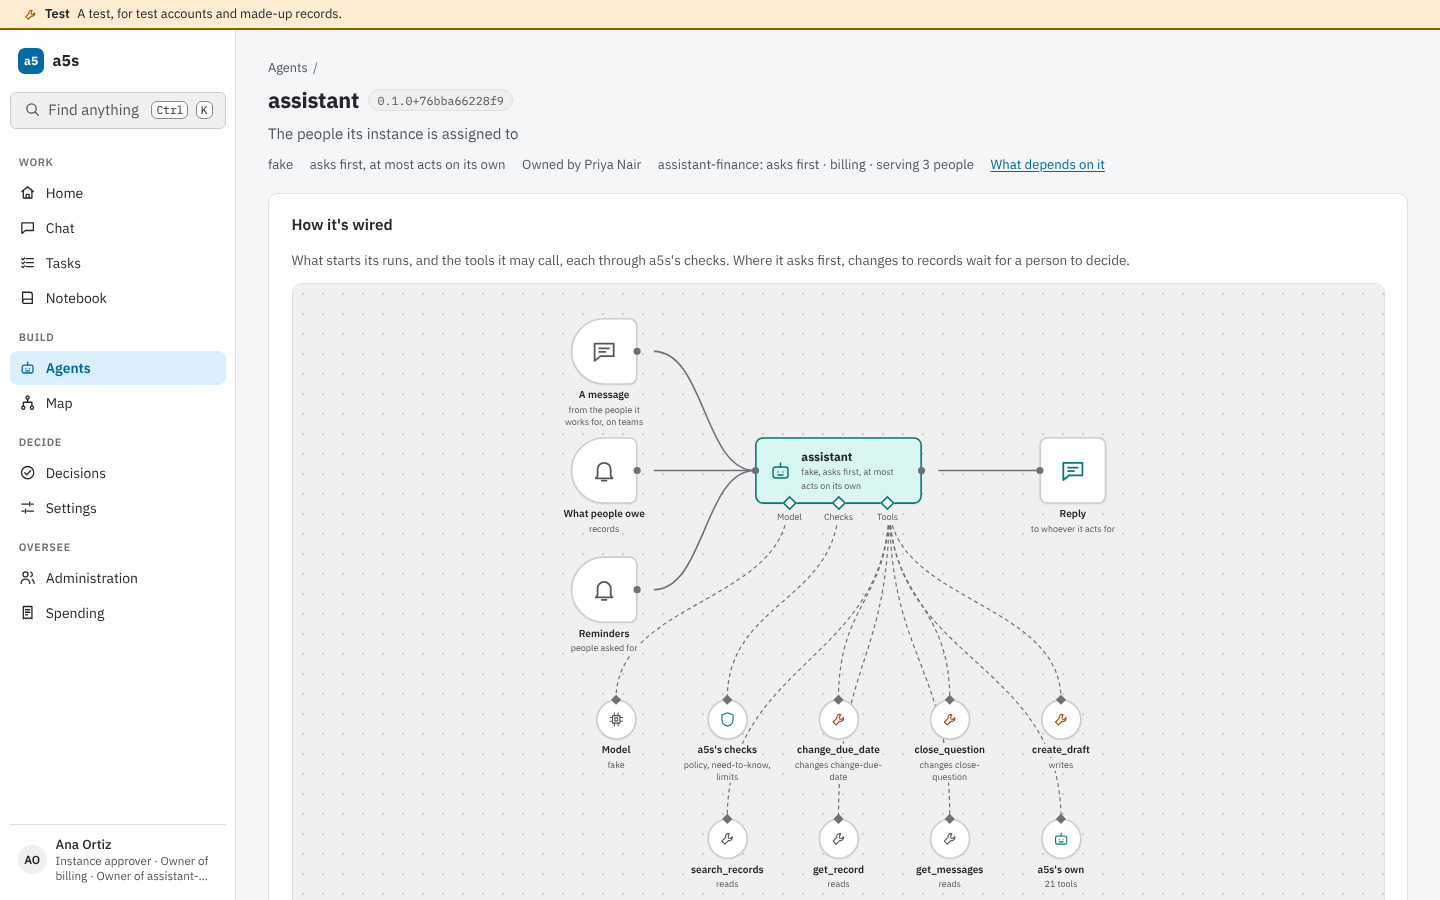 Test A test, for test accounts and made-up records.
a5 a5s
Find anything Ctrl K
WORK
Home
Chat
Tasks
Notebook
BUILD
Agents
Map
DECIDE
Decisions
Settings
OVERSEE
Administration
Spending
AO
Ana Ortiz
Instance approver · Owner of
billing · Owner of assistant-…
Agents /
assistant 0.1.0+76bba66228f9
The people its instance is assigned to
fake asks first, at most acts on its own Owned by Priya Nair assistant-finance: asks first · billing · serving 3 people What depends on it
How it's wired
What starts its runs, and the tools it may call, each through a5s's checks. Where it asks first, changes to records wait for a person to decide.
A message
from the people it
works for, on teams
What people owe
records
Reminders
people asked for
assistant
fake, asks first, at most
acts on its own
Model Checks Tools
Reply
to whoever it acts for
Model
fake
a5s's checks
policy, need-to-know,
limits
change_due_date
changes change-due-
date
close_question
changes close-
question
create_draft
writes
search_records
reads
get_record
reads
get_messages
reads
a5s's own
21 tools